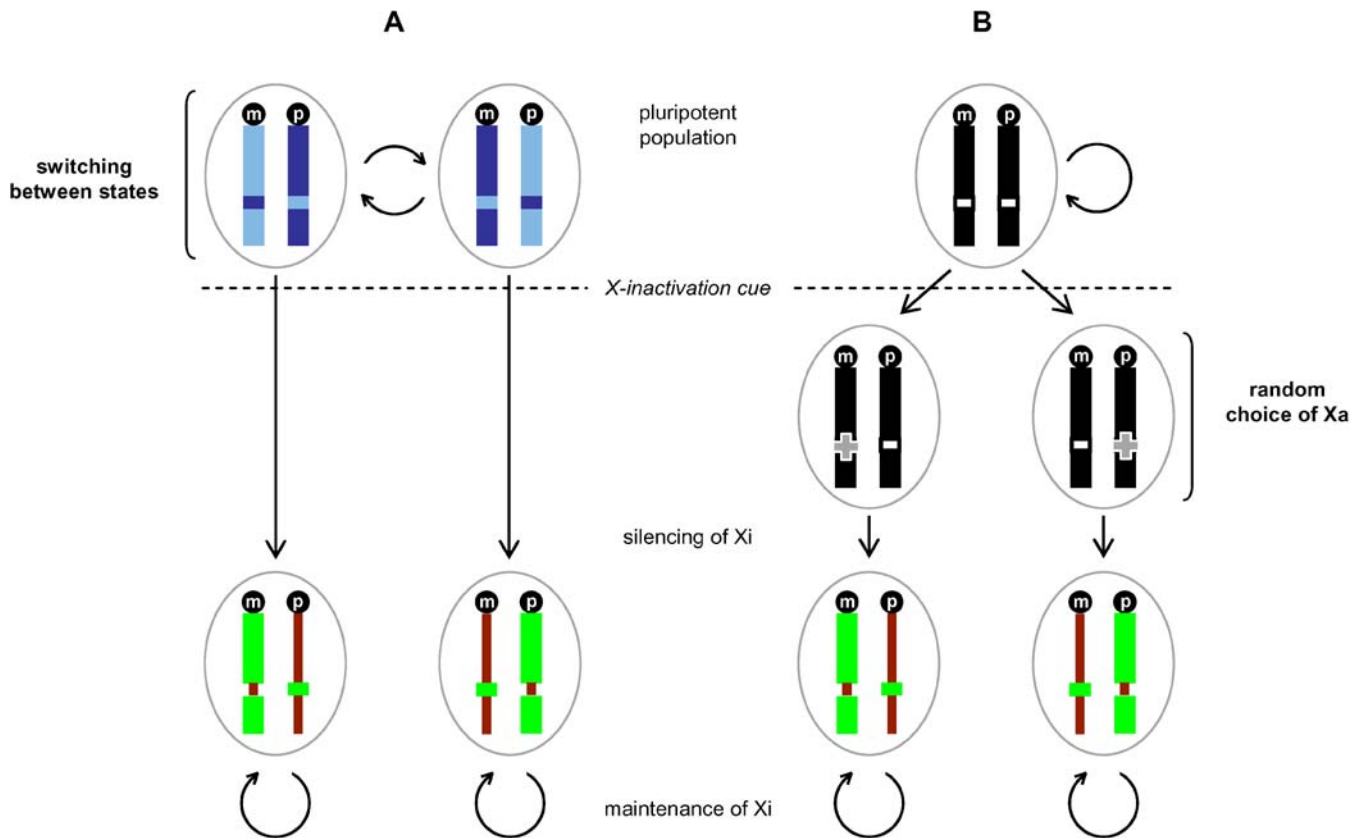 A
B
m
p
m
p
pluripotent
population
m
p
switching
between states
X-inactivation cue
m
p
m
p
random
choice of Xa
silencing of Xi
m
p
m
p
m
p
m
p
maintenance of Xi